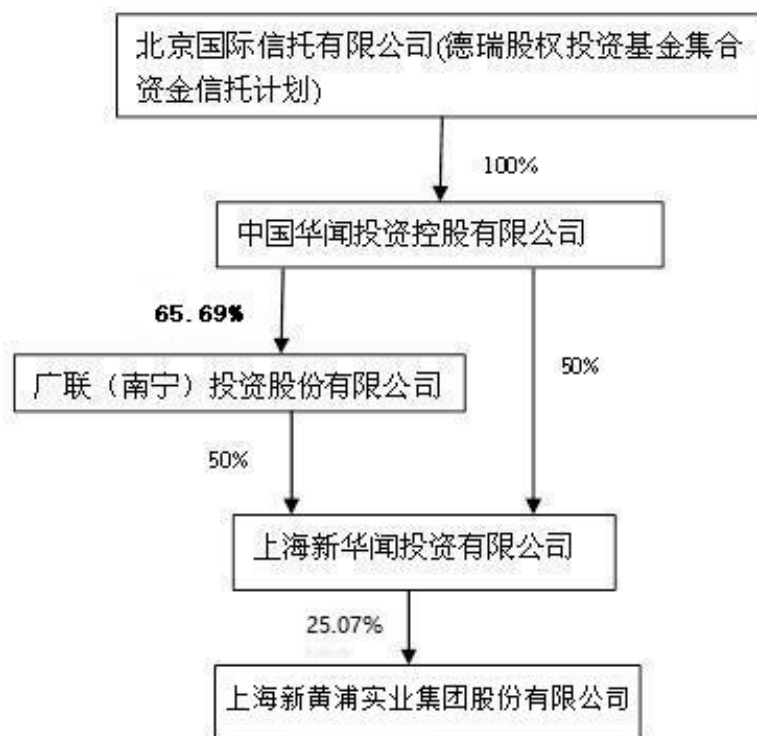 北京国际信托有限公司(德瑞股权投资基金集合
资金信托计划)
100%
中国华闻投资控股有限公司
65.69%
广联（南宁）投资股份有限公司
50%
50%
上海新华闻投资有限公司
25.07%
上海新黄浦实业集团股份有限公司